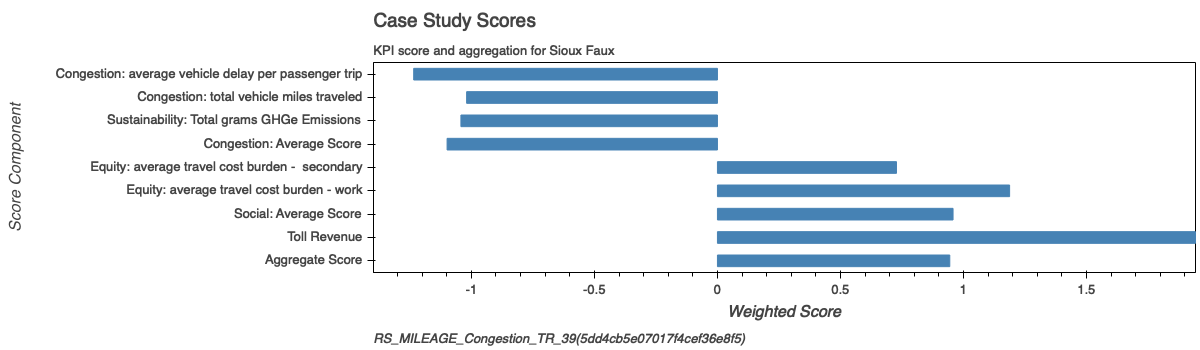 Case Study Scores
KPI score and aggregation for Sioux Faux
Score Component
Congestion: average vehicle delay per passenger trip
Congestion: total vehicle miles traveled
Sustainability: Total grams GHGe Emissions
Congestion: Average Score
Equity: average travel cost burden - secondary
Equity: average travel cost burden - work
Social: Average Score
Toll Revenue
Aggregate Score
-1 -0.5 0 0.5 1 1.5
Weighted Score
RS_MILEAGE_Congestion_TR_39(5dd4cb5e07017f4cef36e8f5)